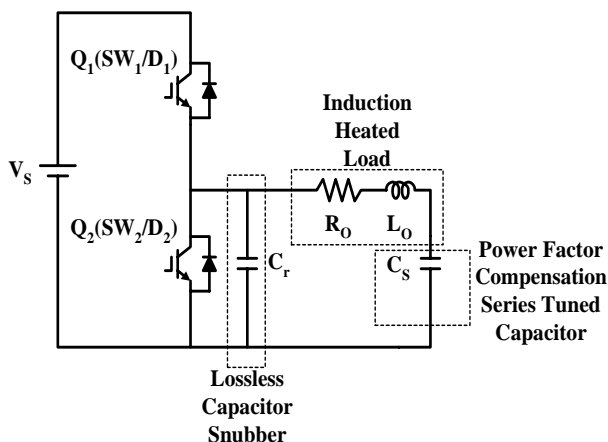 Q1(SW1/D1)
Induction
Heated
Load
VS
RO
LO
Q2(SW2/D2)
Cr
CS
Power Factor
Compensation
Series Tuned
Capacitor
Lossless
Capacitor
Snubber